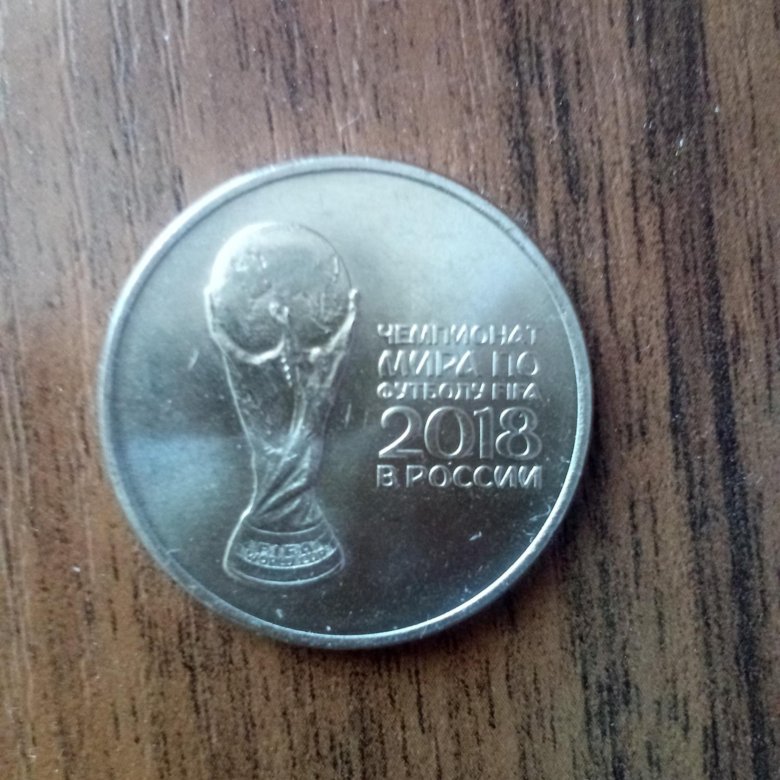 ЧЕМПИОНАТ
МИРА ПО
ФУТБОЛУ FIFA
2018
В РОССИИ